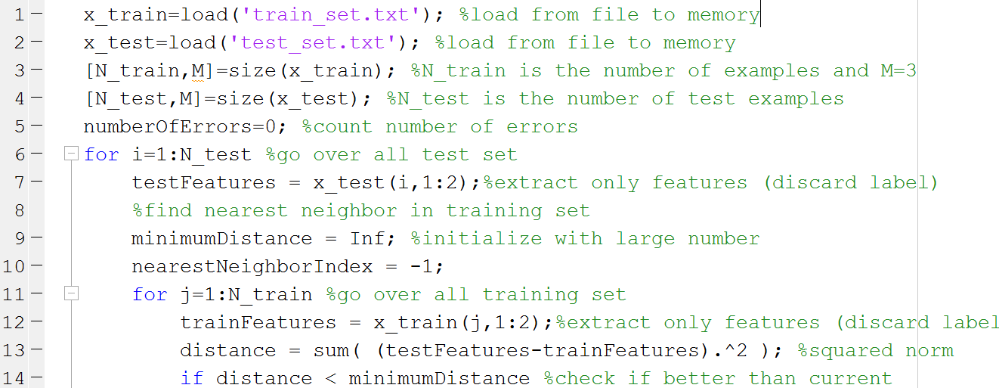 1 x_train=load('train_set.txt'); %load from file to memory
2 x_test=load('test_set.txt'); %load from file to memory
3 [N_train,M]=size(x_train); %N_train is the number of examples and M=3
4 [N_test,M]=size(x_test); %N_test is the number of test examples
5 numberOfErrors=0; %count number of errors
6 for i=1:N_test %go over all test set
7 testFeatures = x_test(i,1:2);%extract only features (discard label)
8 %find nearest neighbor in training set
9 minimumDistance = Inf; %initialize with large number
10 nearestNeighborIndex = -1;
11 for j=1:N_train %go over all training set
12 trainFeatures = x_train(j,1:2);%extract only features (discard label
13 distance = sum( (testFeatures-trainFeatures).^2 ); %squared norm
14 if distance < minimumDistance %check if better than current